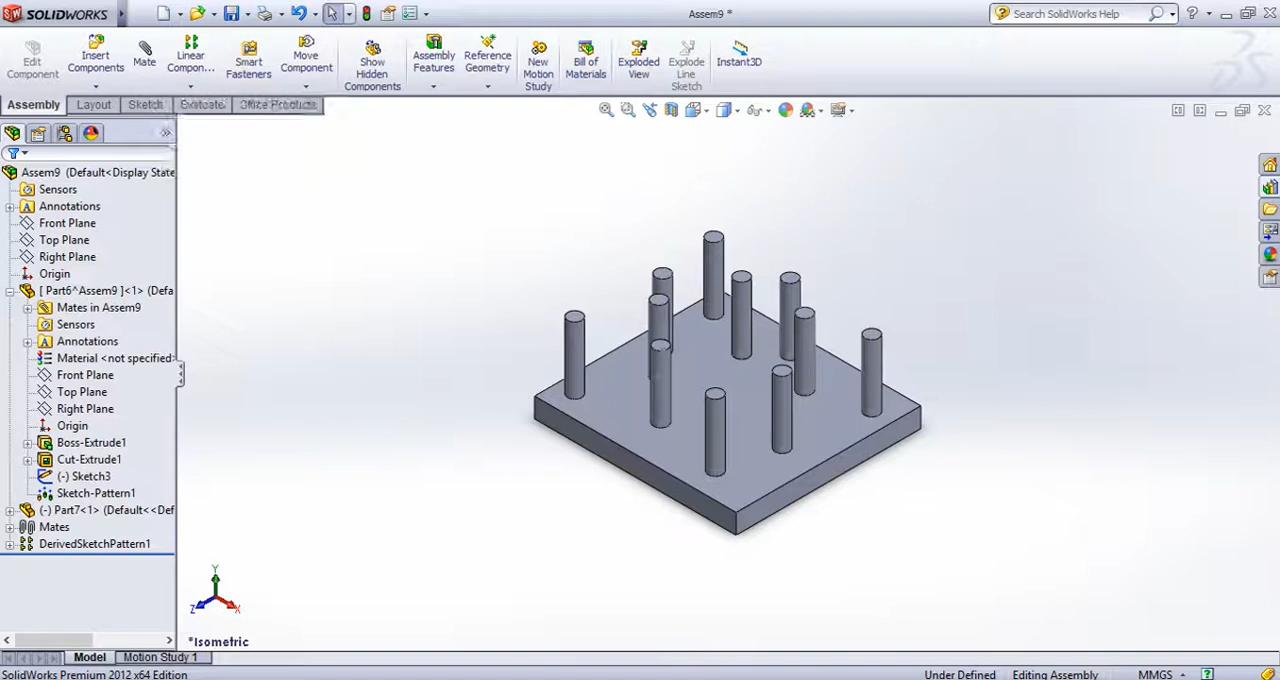 SOLIDWORKS
Assem9 *
Search SolidWorks Help
Edit
Component
Insert
Components
Mate
Linear
Compon...
Smart
Fasteners
Move
Component
Show
Hidden
Components
Assembly
Features
Reference
Geometry
New
Motion
Study
Bill of
Materials
Exploded
View
Explode
Line
Sketch
Instant3D
Assembly Layout Sketch Evaluate Office Products
Assem9 (Default<Display State
Sensors
Annotations
Front Plane
Top Plane
Right Plane
Origin
[ Part6^Assem9 ]<1> (Defa
Mates in Assem9
Sensors
Annotations
Material <not specified>
Front Plane
Top Plane
Right Plane
Origin
Boss-Extrude1
Cut-Extrude1
(-) Sketch3
Sketch-Pattern1
(-) Part7<1> (Default<<Def
Mates
DerivedSketchPattern1
Y
Z
X
*Isometric
Model Motion Study 1
SolidWorks Premium 2012 x64 Edition
Under Defined Editing Assembly MMGS